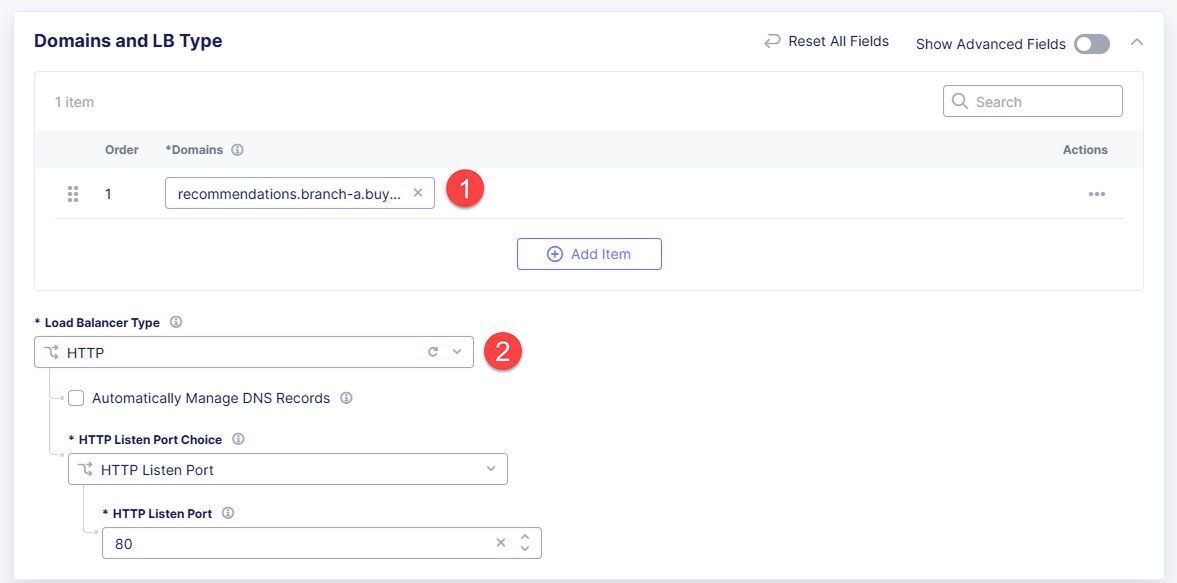 Domains and LB Type
Reset All Fields
Show Advanced Fields
1 item
Search
Order
*Domains
Actions
1
recommendations.branch-a.buy...
1
Add Item
* Load Balancer Type
HTTP
2
Automatically Manage DNS Records
* HTTP Listen Port Choice
HTTP Listen Port
* HTTP Listen Port
80